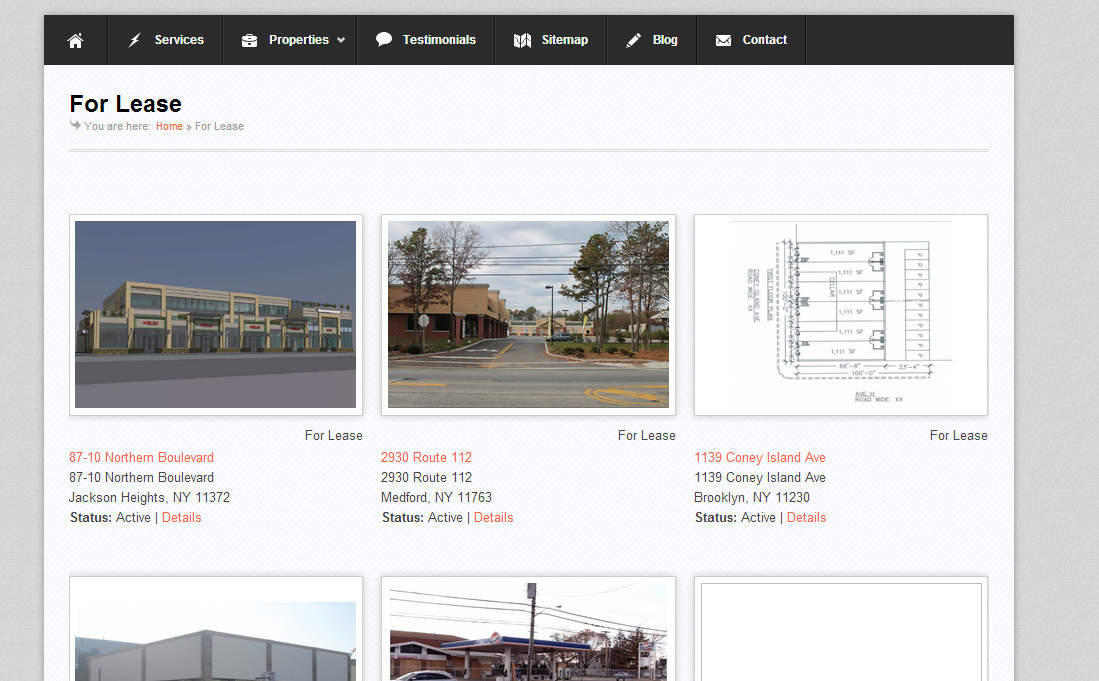 Services
Properties
Testimonials
Sitemap
Blog
Contact
For Lease
You are here: Home » For Lease
1,111 SF
1,111 SF
1,111 SF
1,111 SF
1,111 SF
CELLAR
FIRST FLOOR PLAN
CONEY ISLAND AVE
ROAD WIDE: XX
66'-8"
33'-4"
100'-0"
AVE H
ROAD WIDE: XX
For Lease
For Lease
For Lease
87-10 Northern Boulevard
87-10 Northern Boulevard
Jackson Heights, NY 11372
Status: Active | Details
2930 Route 112
2930 Route 112
Medford, NY 11763
Status: Active | Details
1139 Coney Island Ave
1139 Coney Island Ave
Brooklyn, NY 11230
Status: Active | Details